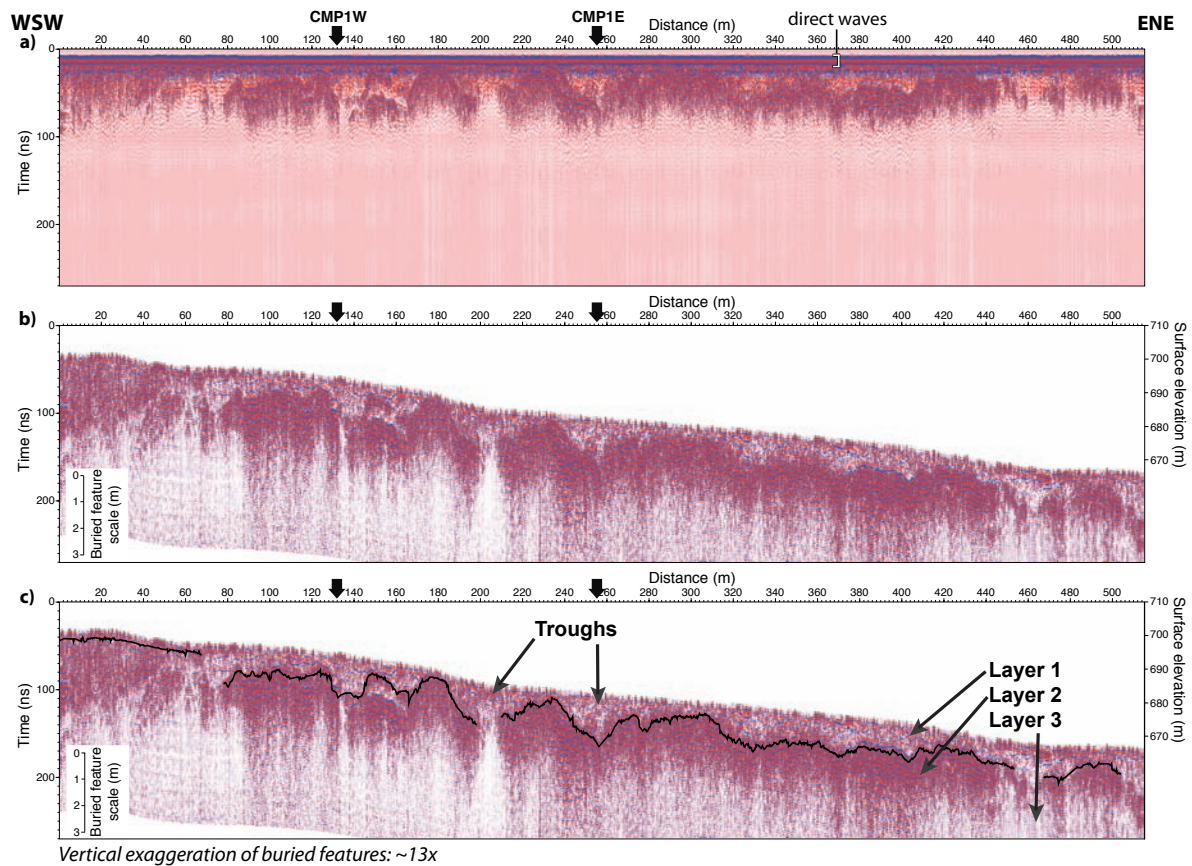 WSW CMP1W CMP1E direct waves ENE
a) Distance (m)
20 40 60 80 100 120 140 160 180 200 220 240 260 280 300 320 340 360 380 400 420 440 460 480 500
Time (ns)
0
100
200
b) Distance (m)
20 40 60 80 100 120 140 160 180 200 220 240 260 280 300 320 340 360 380 400 420 440 460 480 500
Time (ns)
0
100
200
Surface elevation (m)
710
700
690
680
670
Buried feature
scale (m)
0
1
2
3
c) Distance (m)
20 40 60 80 100 120 140 160 180 200 220 240 260 280 300 320 340 360 380 400 420 440 460 480 500
Time (ns)
0
100
200
Surface elevation (m)
710
700
690
680
670
Troughs
Layer 1
Layer 2
Layer 3
Buried feature
scale (m)
0
1
2
3
Vertical exaggeration of buried features: ~13x